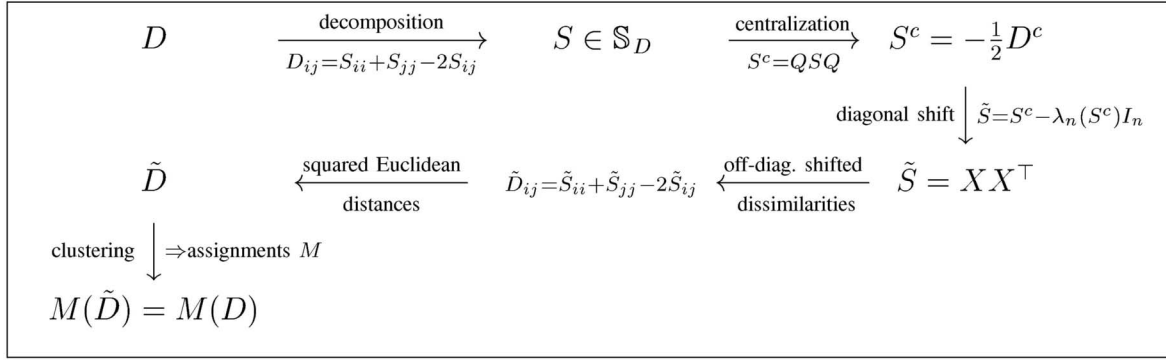 D decomposition S ∈ 𝕊_D centralization S^c = −½D^c
D_{ij}=S_{ii}+S_{jj}−2S_{ij} S^c=QSQ
diagonal shift S̃=S^c−λ_n(S^c)I_n
D̃ squared Euclidean D̃_{ij}=S̃_{ii}+S̃_{jj}−2S̃_{ij} off-diag. shifted S̃ = XX^⊤
distances dissimilarities
clustering ⇒assignments M
M(D̃) = M(D)